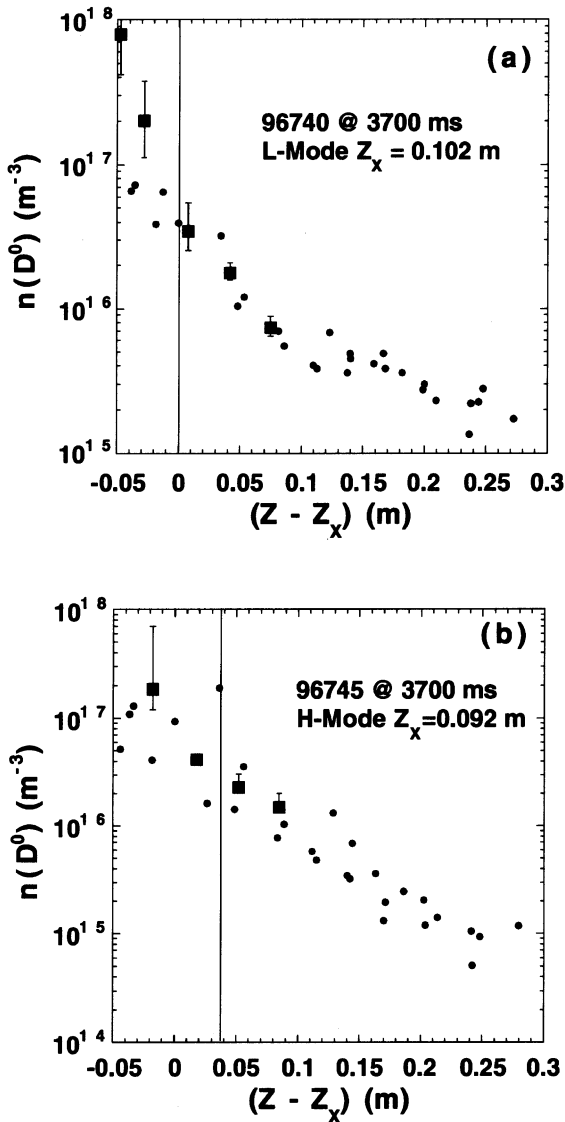 10^18
(a)
96740 @ 3700 ms
L-Mode Z_X = 0.102 m
10^17
n(D^0) (m^-3)
10^16
10^15
-0.05 0 0.05 0.1 0.15 0.2 0.25 0.3
(Z - Z_X) (m)
10^18
(b)
96745 @ 3700 ms
H-Mode Z_X=0.092 m
10^17
n(D^0) (m^-3)
10^16
10^15
10^14
-0.05 0 0.05 0.1 0.15 0.2 0.25 0.3
(Z - Z_X) (m)